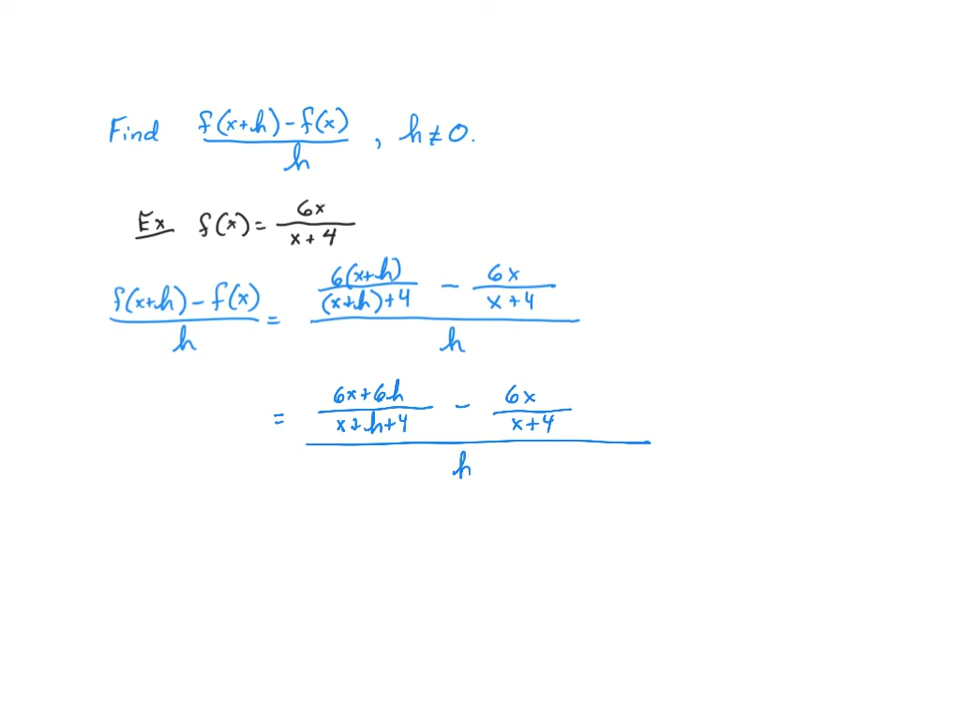 Find (f(x+h) - f(x))/h , h ≠ 0.
Ex f(x) = 6x/(x+4)
(f(x+h) - f(x))/h = (6(x+h)/((x+h)+4) - 6x/(x+4))/h
= ((6x+6h)/(x+h+4) - 6x/(x+4))/h